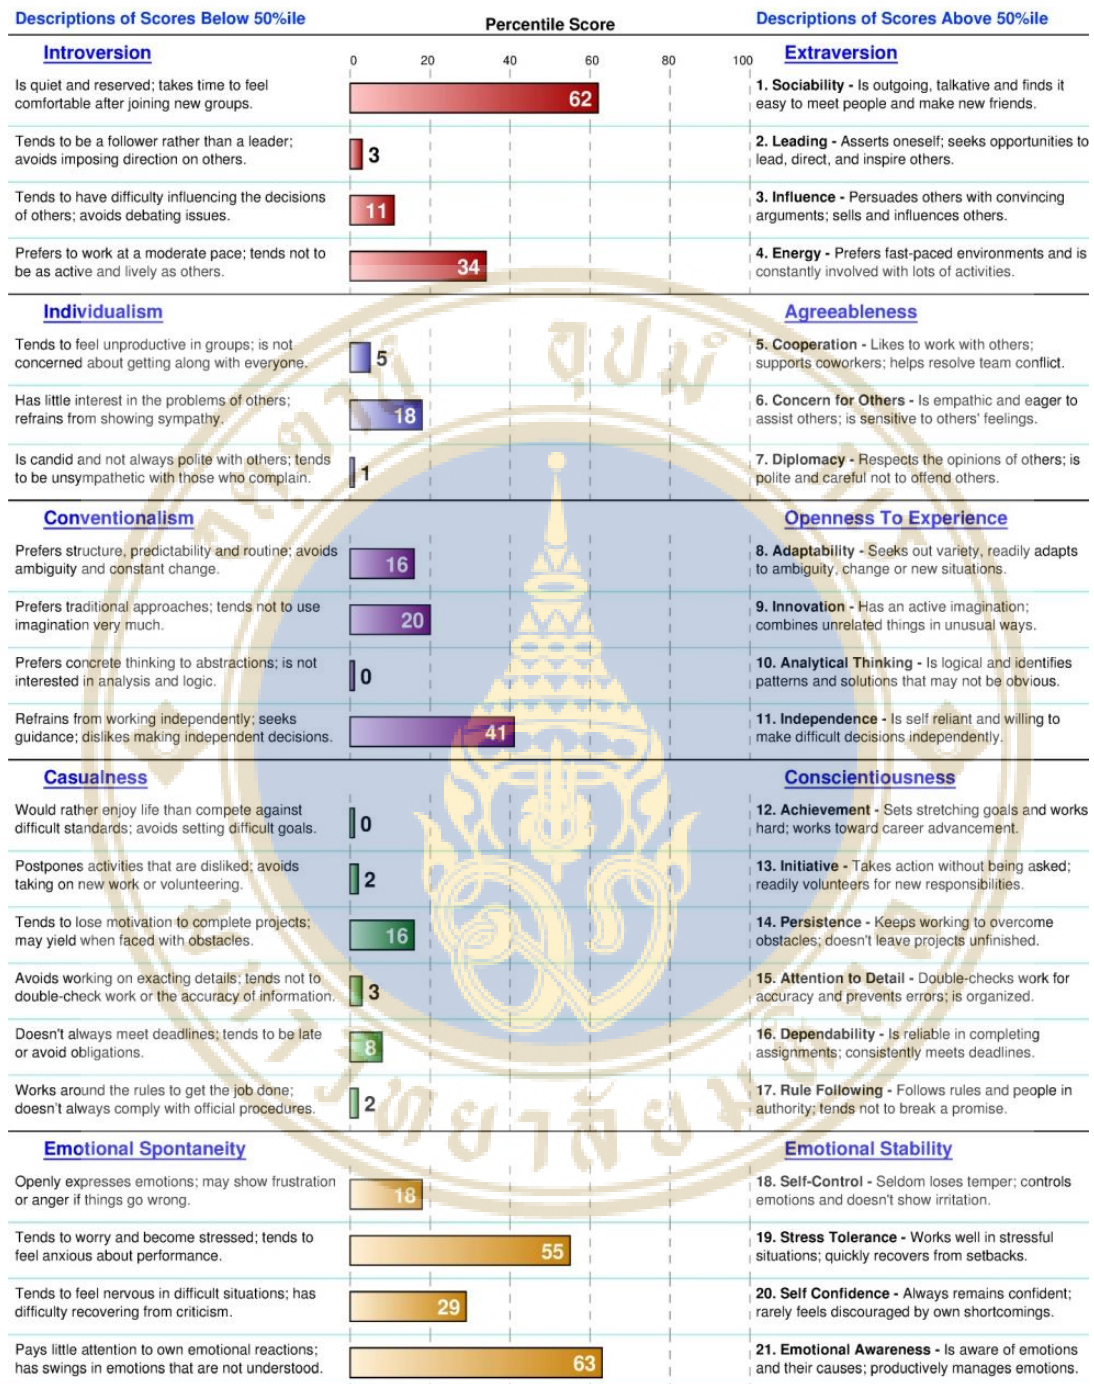 Descriptions of Scores Below 50%ile
Percentile Score
Descriptions of Scores Above 50%ile
Introversion
0 20 40 60 80 100
Extraversion
Is quiet and reserved; takes time to feel
comfortable after joining new groups.
62
1. Sociability - Is outgoing, talkative and finds it
easy to meet people and make new friends.
Tends to be a follower rather than a leader;
avoids imposing direction on others.
3
2. Leading - Asserts oneself; seeks opportunities to
lead, direct, and inspire others.
Tends to have difficulty influencing the decisions
of others; avoids debating issues.
11
3. Influence - Persuades others with convincing
arguments; sells and influences others.
Prefers to work at a moderate pace; tends not to
be as active and lively as others.
34
4. Energy - Prefers fast-paced environments and is
constantly involved with lots of activities.
Individualism
Agreeableness
Tends to feel unproductive in groups; is not
concerned about getting along with everyone.
5
5. Cooperation - Likes to work with others;
supports coworkers; helps resolve team conflict.
Has little interest in the problems of others;
refrains from showing sympathy.
18
6. Concern for Others - Is empathic and eager to
assist others; is sensitive to others' feelings.
Is candid and not always polite with others; tends
to be unsympathetic with those who complain.
1
7. Diplomacy - Respects the opinions of others; is
polite and careful not to offend others.
Conventionalism
Openness To Experience
Prefers structure, predictability and routine; avoids
ambiguity and constant change.
16
8. Adaptability - Seeks out variety, readily adapts
to ambiguity, change or new situations.
Prefers traditional approaches; tends not to use
imagination very much.
20
9. Innovation - Has an active imagination;
combines unrelated things in unusual ways.
Prefers concrete thinking to abstractions; is not
interested in analysis and logic.
0
10. Analytical Thinking - Is logical and identifies
patterns and solutions that may not be obvious.
Refrains from working independently; seeks
guidance; dislikes making independent decisions.
41
11. Independence - Is self reliant and willing to
make difficult decisions independently.
Casualness
Conscientiousness
Would rather enjoy life than compete against
difficult standards; avoids setting difficult goals.
0
12. Achievement - Sets stretching goals and works
hard; works toward career advancement.
Postpones activities that are disliked; avoids
taking on new work or volunteering.
2
13. Initiative - Takes action without being asked;
readily volunteers for new responsibilities.
Tends to lose motivation to complete projects;
may yield when faced with obstacles.
16
14. Persistence - Keeps working to overcome
obstacles; doesn't leave projects unfinished.
Avoids working on exacting details; tends not to
double-check work or the accuracy of information.
3
15. Attention to Detail - Double-checks work for
accuracy and prevents errors; is organized.
Doesn't always meet deadlines; tends to be late
or avoid obligations.
8
16. Dependability - Is reliable in completing
assignments; consistently meets deadlines.
Works around the rules to get the job done;
doesn't always comply with official procedures.
2
17. Rule Following - Follows rules and people in
authority; tends not to break a promise.
Emotional Spontaneity
Emotional Stability
Openly expresses emotions; may show frustration
or anger if things go wrong.
18
18. Self-Control - Seldom loses temper; controls
emotions and doesn't show irritation.
Tends to worry and become stressed; tends to
feel anxious about performance.
55
19. Stress Tolerance - Works well in stressful
situations; quickly recovers from setbacks.
Tends to feel nervous in difficult situations; has
difficulty recovering from criticism.
29
20. Self Confidence - Always remains confident;
rarely feels discouraged by own shortcomings.
Pays little attention to own emotional reactions;
has swings in emotions that are not understood.
63
21. Emotional Awareness - Is aware of emotions
and their causes; productively manages emotions.